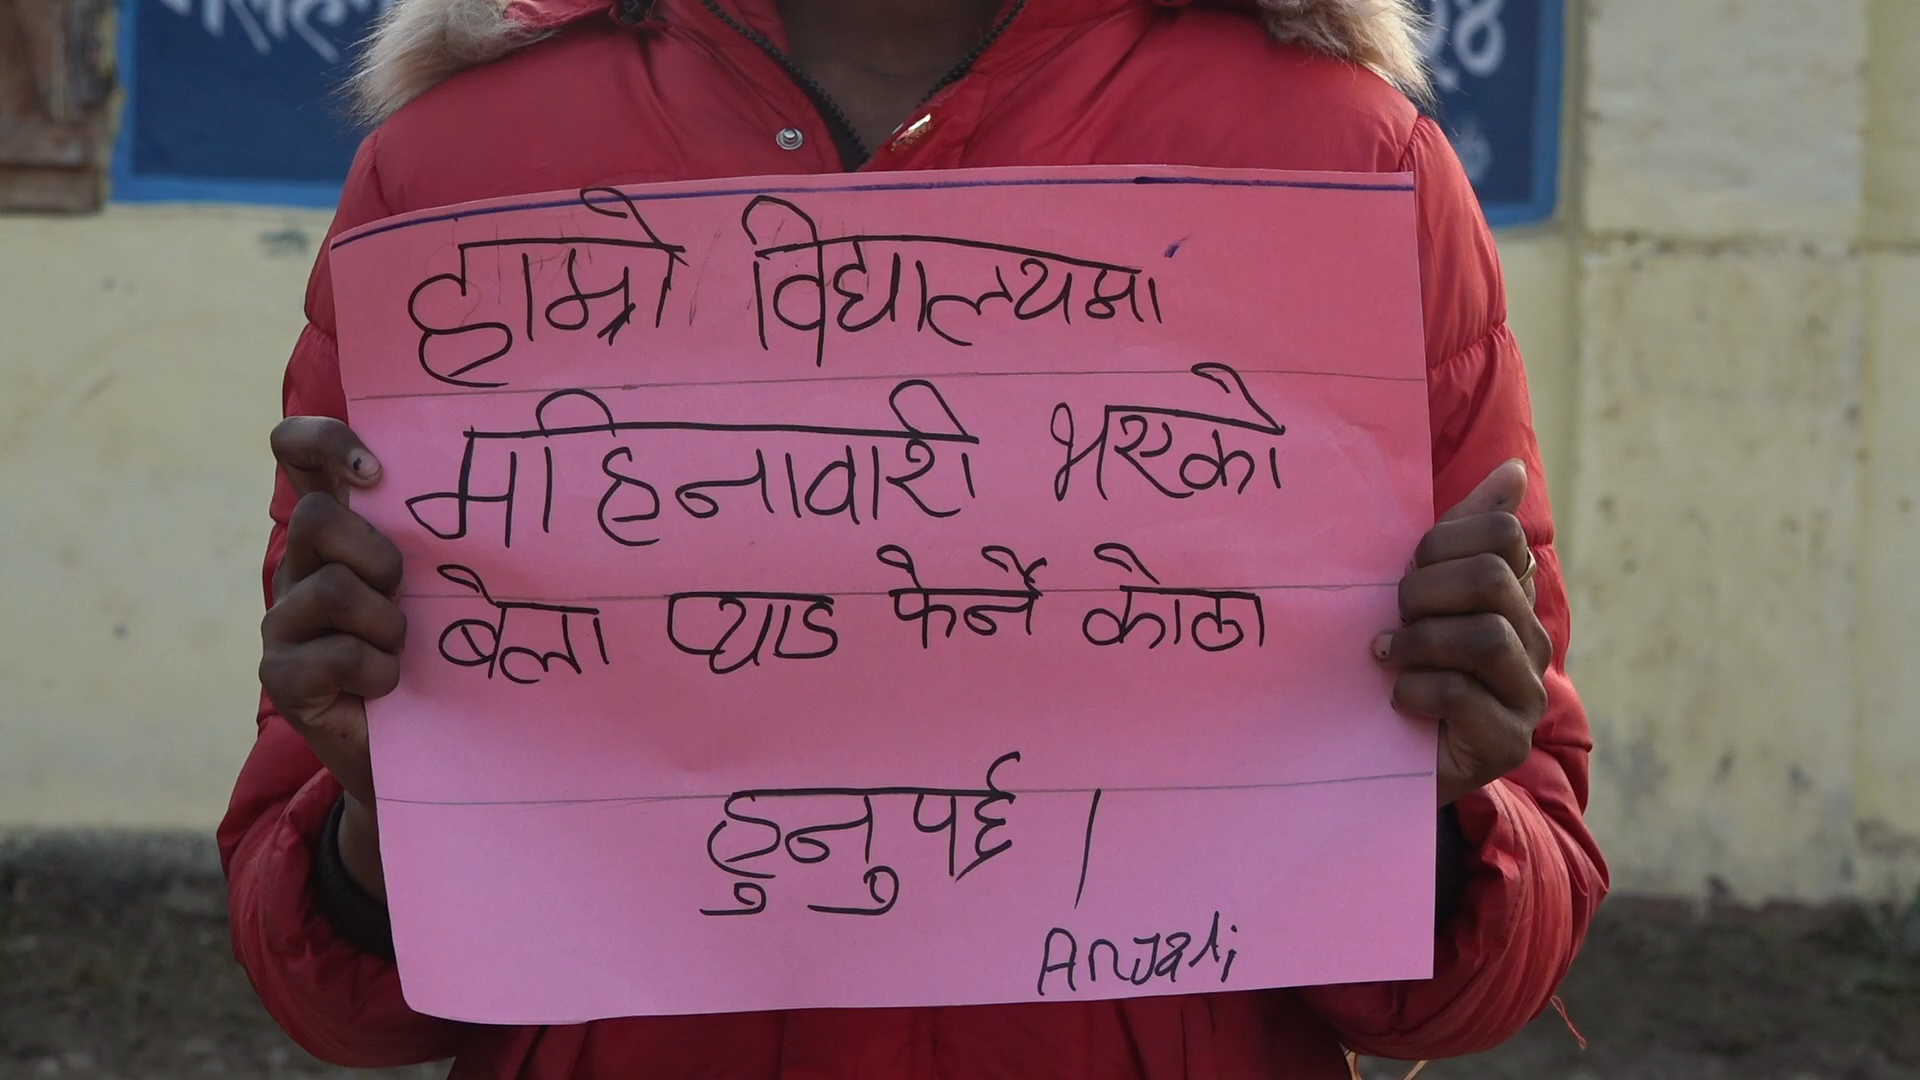 हाम्रो विद्यालयमा
महिनावारी भएको
बेला प्याड फेर्ने कोठा
हुनुपर्छ ।
Anjali